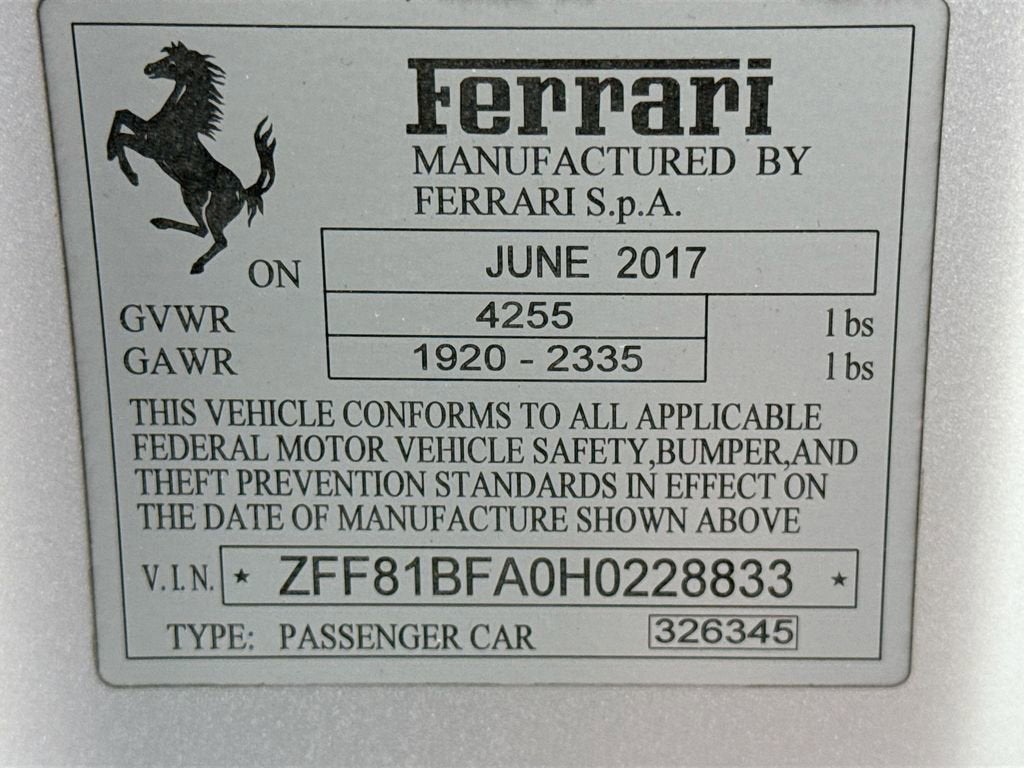 Ferrari
MANUFACTURED BY
FERRARI S.p.A.
ON JUNE 2017
GVWR 4255 lbs
GAWR 1920 - 2335 lbs
THIS VEHICLE CONFORMS TO ALL APPLICABLE
FEDERAL MOTOR VEHICLE SAFETY,BUMPER,AND
THEFT PREVENTION STANDARDS IN EFFECT ON
THE DATE OF MANUFACTURE SHOWN ABOVE
V.I.N. ★ ZFF81BFA0H0228833 ★
TYPE: PASSENGER CAR 326345